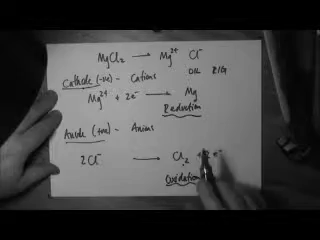 MgCl2 → Mg2+ Cl-
OIL RIG
Cathode (-ve) - Cations
Mg2+ + 2e- → Mg
Reduction
Anode (+ve) - Anions
2Cl- → Cl2 + e-
Oxidation